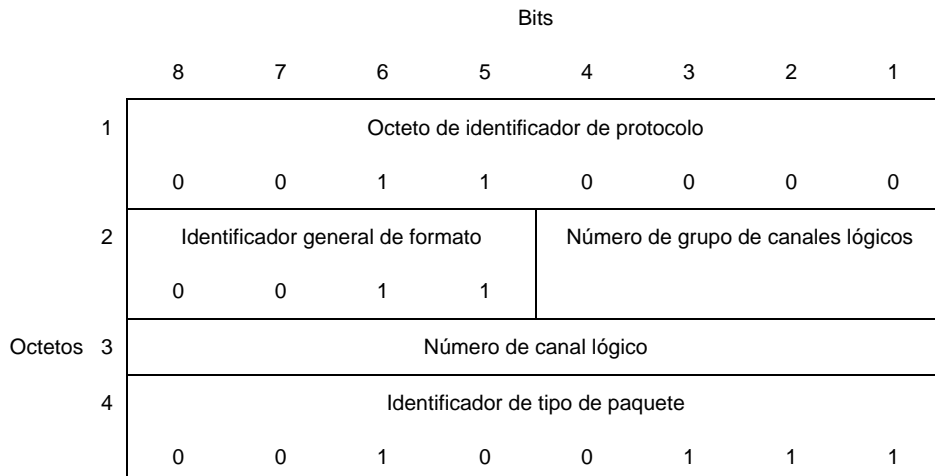 Bits
8 7 6 5 4 3 2 1
1 Octeto de identificador de protocolo
0 0 1 1 0 0 0 0
2 Identificador general de formato Número de grupo de canales lógicos
0 0 1 1
Octetos 3 Número de canal lógico
4 Identificador de tipo de paquete
0 0 1 0 0 1 1 1